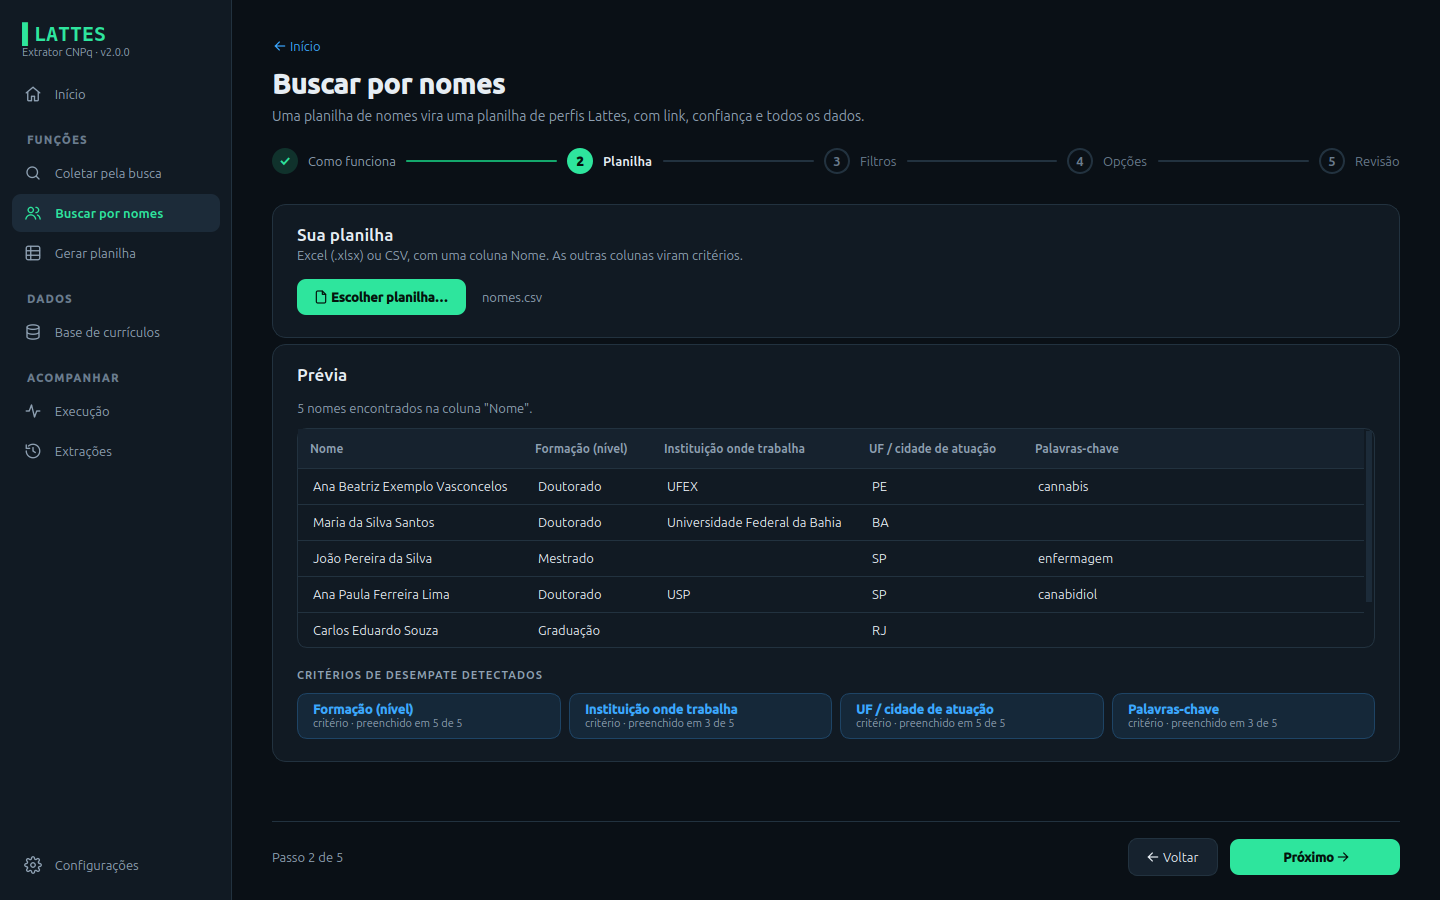 LATTES
Extrator CNPq · v2.0.0
Início
FUNÇÕES
Coletar pela busca
Buscar por nomes
Gerar planilha
DADOS
Base de currículos
ACOMPANHAR
Execução
Extrações
Configurações
← Início
Buscar por nomes
Uma planilha de nomes vira uma planilha de perfis Lattes, com link, confiança e todos os dados.
Como funciona 2 Planilha 3 Filtros 4 Opções 5 Revisão
Sua planilha
Excel (.xlsx) ou CSV, com uma coluna Nome. As outras colunas viram critérios.
Escolher planilha... nomes.csv
Prévia
5 nomes encontrados na coluna "Nome".
Nome Formação (nível) Instituição onde trabalha UF / cidade de atuação Palavras-chave
Ana Beatriz Exemplo Vasconcelos Doutorado UFEX PE cannabis
Maria da Silva Santos Doutorado Universidade Federal da Bahia BA
João Pereira da Silva Mestrado SP enfermagem
Ana Paula Ferreira Lima Doutorado USP SP canabidiol
Carlos Eduardo Souza Graduação RJ
CRITÉRIOS DE DESEMPATE DETECTADOS
Formação (nível) Instituição onde trabalha UF / cidade de atuação Palavras-chave
critério · preenchido em 5 de 5 critério · preenchido em 3 de 5 critério · preenchido em 5 de 5 critério · preenchido em 3 de 5
Passo 2 de 5 ← Voltar Próximo →